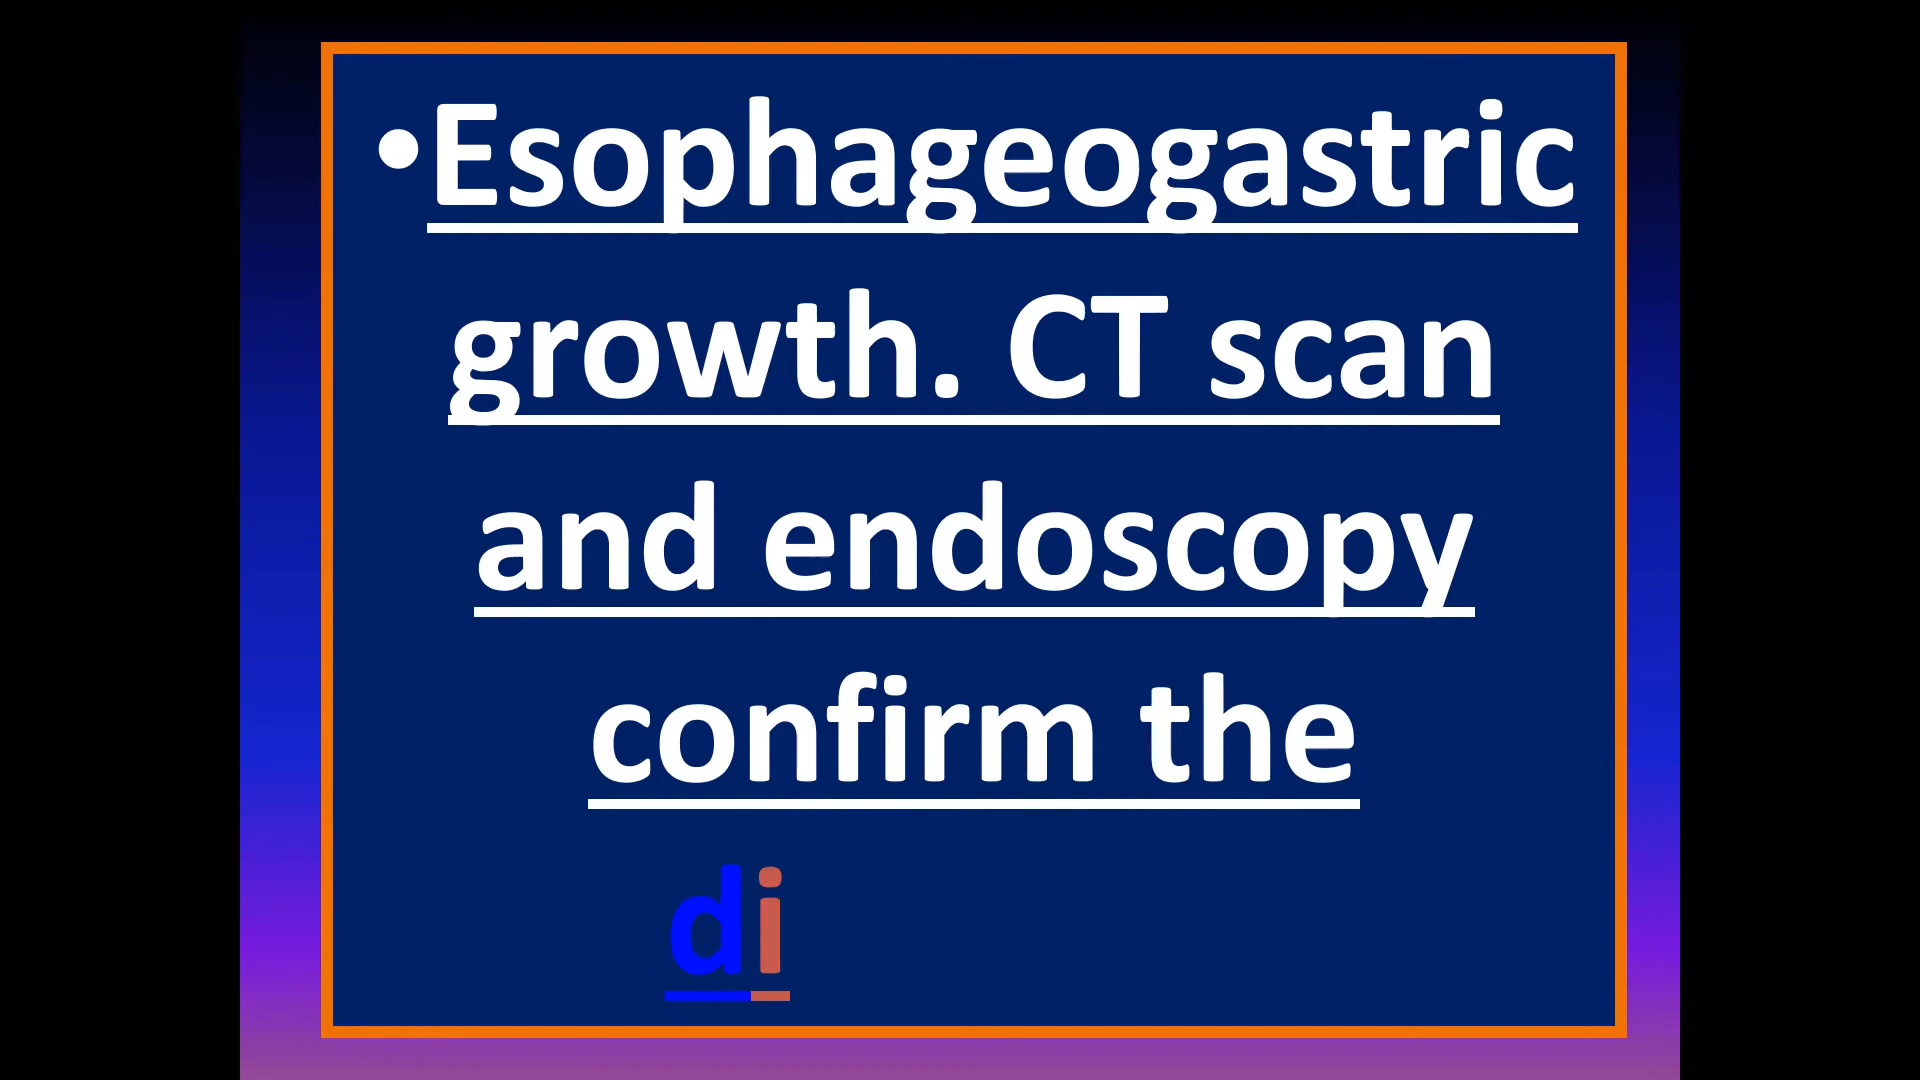 •Esophageogastric
growth. CT scan
and endoscopy
confirm the
di